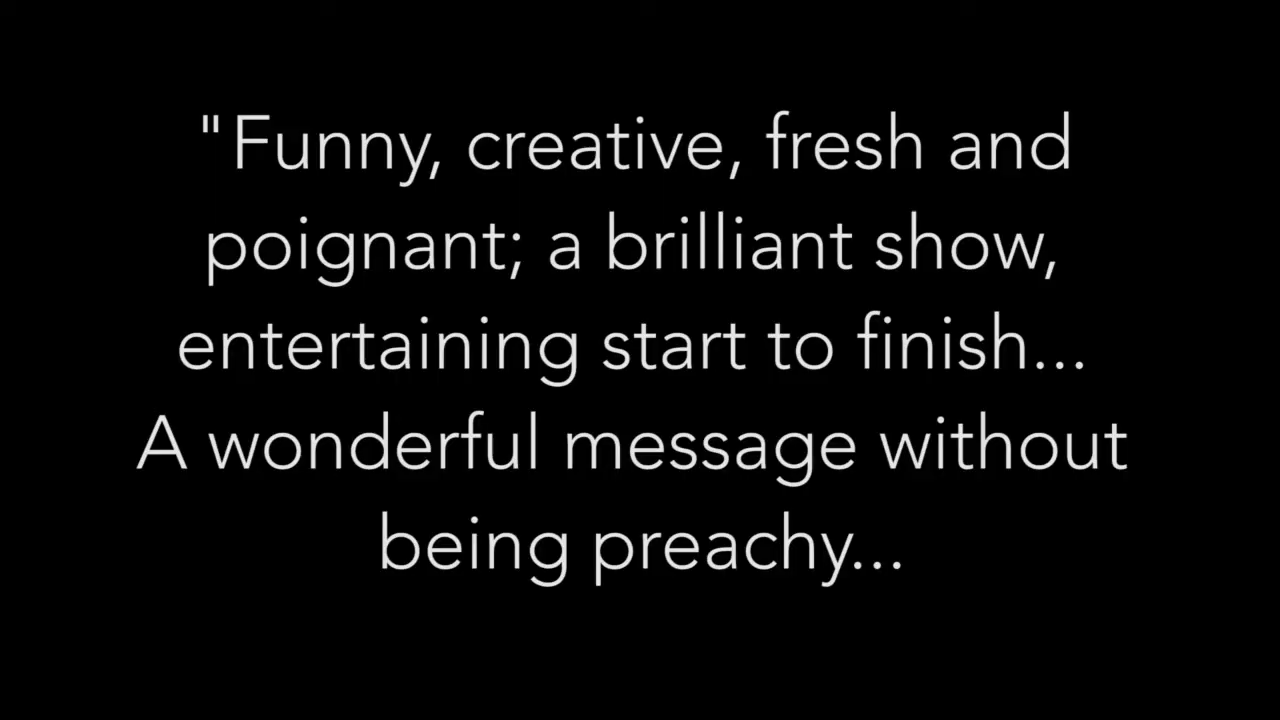 "Funny, creative, fresh and
poignant; a brilliant show,
entertaining start to finish...
A wonderful message without
being preachy...